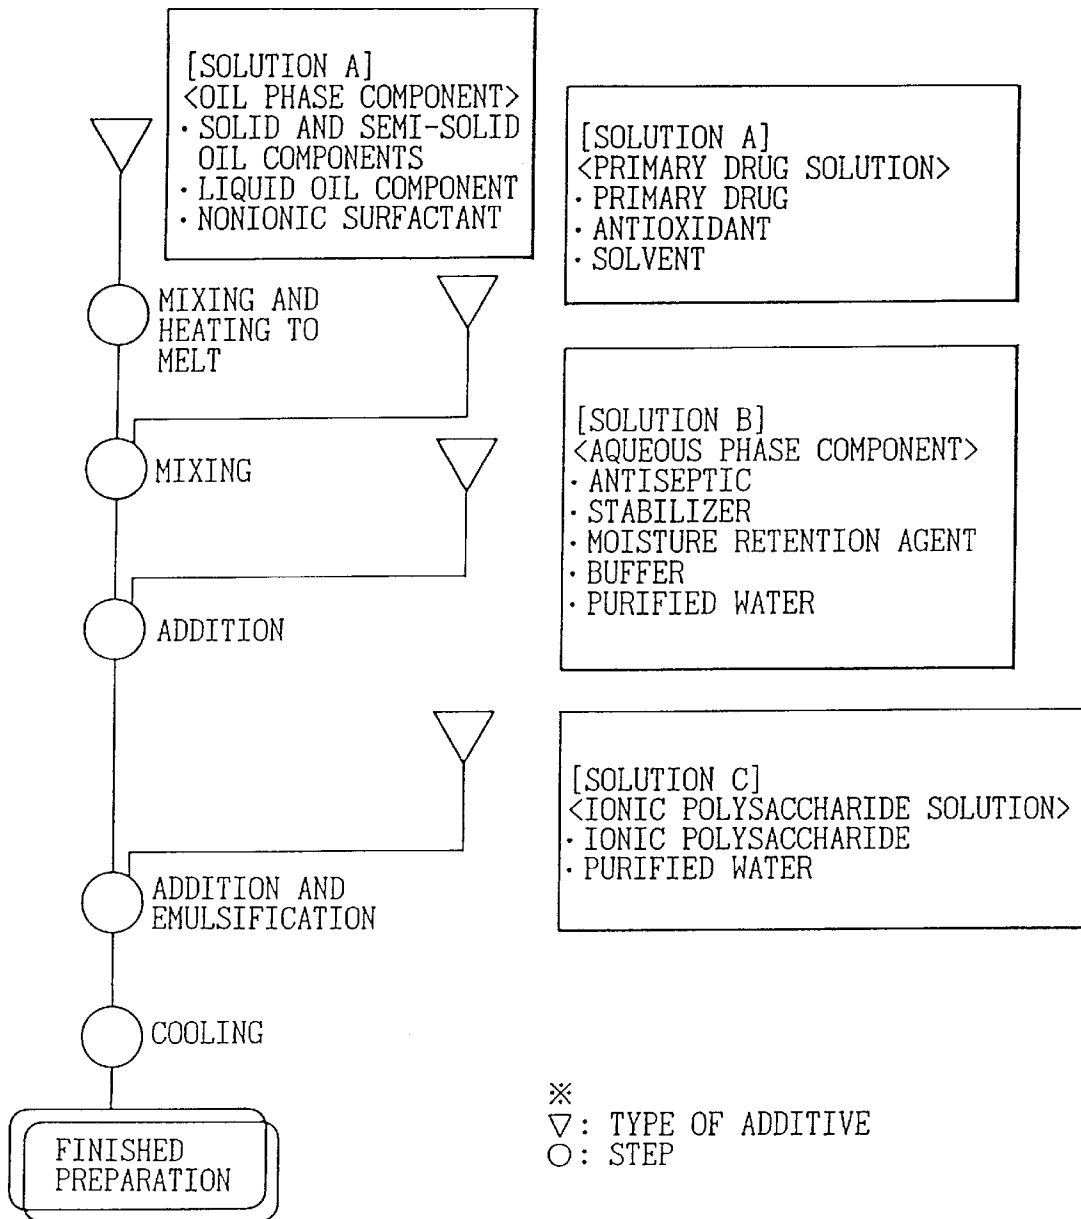 [SOLUTION A]
<OIL PHASE COMPONENT>
・SOLID AND SEMI-SOLID
OIL COMPONENTS
・LIQUID OIL COMPONENT
・NONIONIC SURFACTANT
[SOLUTION A]
<PRIMARY DRUG SOLUTION>
・PRIMARY DRUG
・ANTIOXIDANT
・SOLVENT
MIXING AND
HEATING TO
MELT
[SOLUTION B]
<AQUEOUS PHASE COMPONENT>
・ANTISEPTIC
・STABILIZER
・MOISTURE RETENTION AGENT
・BUFFER
・PURIFIED WATER
MIXING
ADDITION
[SOLUTION C]
<IONIC POLYSACCHARIDE SOLUTION>
・IONIC POLYSACCHARIDE
・PURIFIED WATER
ADDITION AND
EMULSIFICATION
COOLING
FINISHED
PREPARATION
※
▽: TYPE OF ADDITIVE
○: STEP